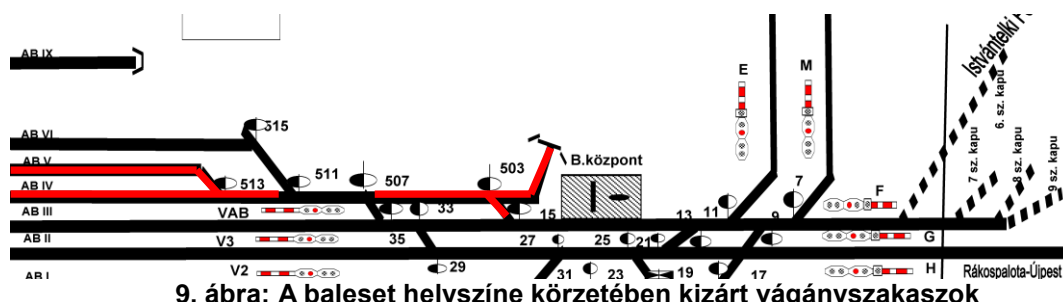 AB IX
AB VI
AB V
AB IV
AB III
AB II
AB I
515
513
511
507
503
VAB
V3
V2
35
33
29
15
27
31
B.központ
25
23
21
19
13
11
9
7
17
E
M
F
G
H
Istvántelki
6. sz. kapu
7 sz. kapu
8 sz. kapu
9 sz. kapu
Rákospalota-Újpest
9. ábra: A baleset helyszíne körzetében kizárt vágányszakaszok